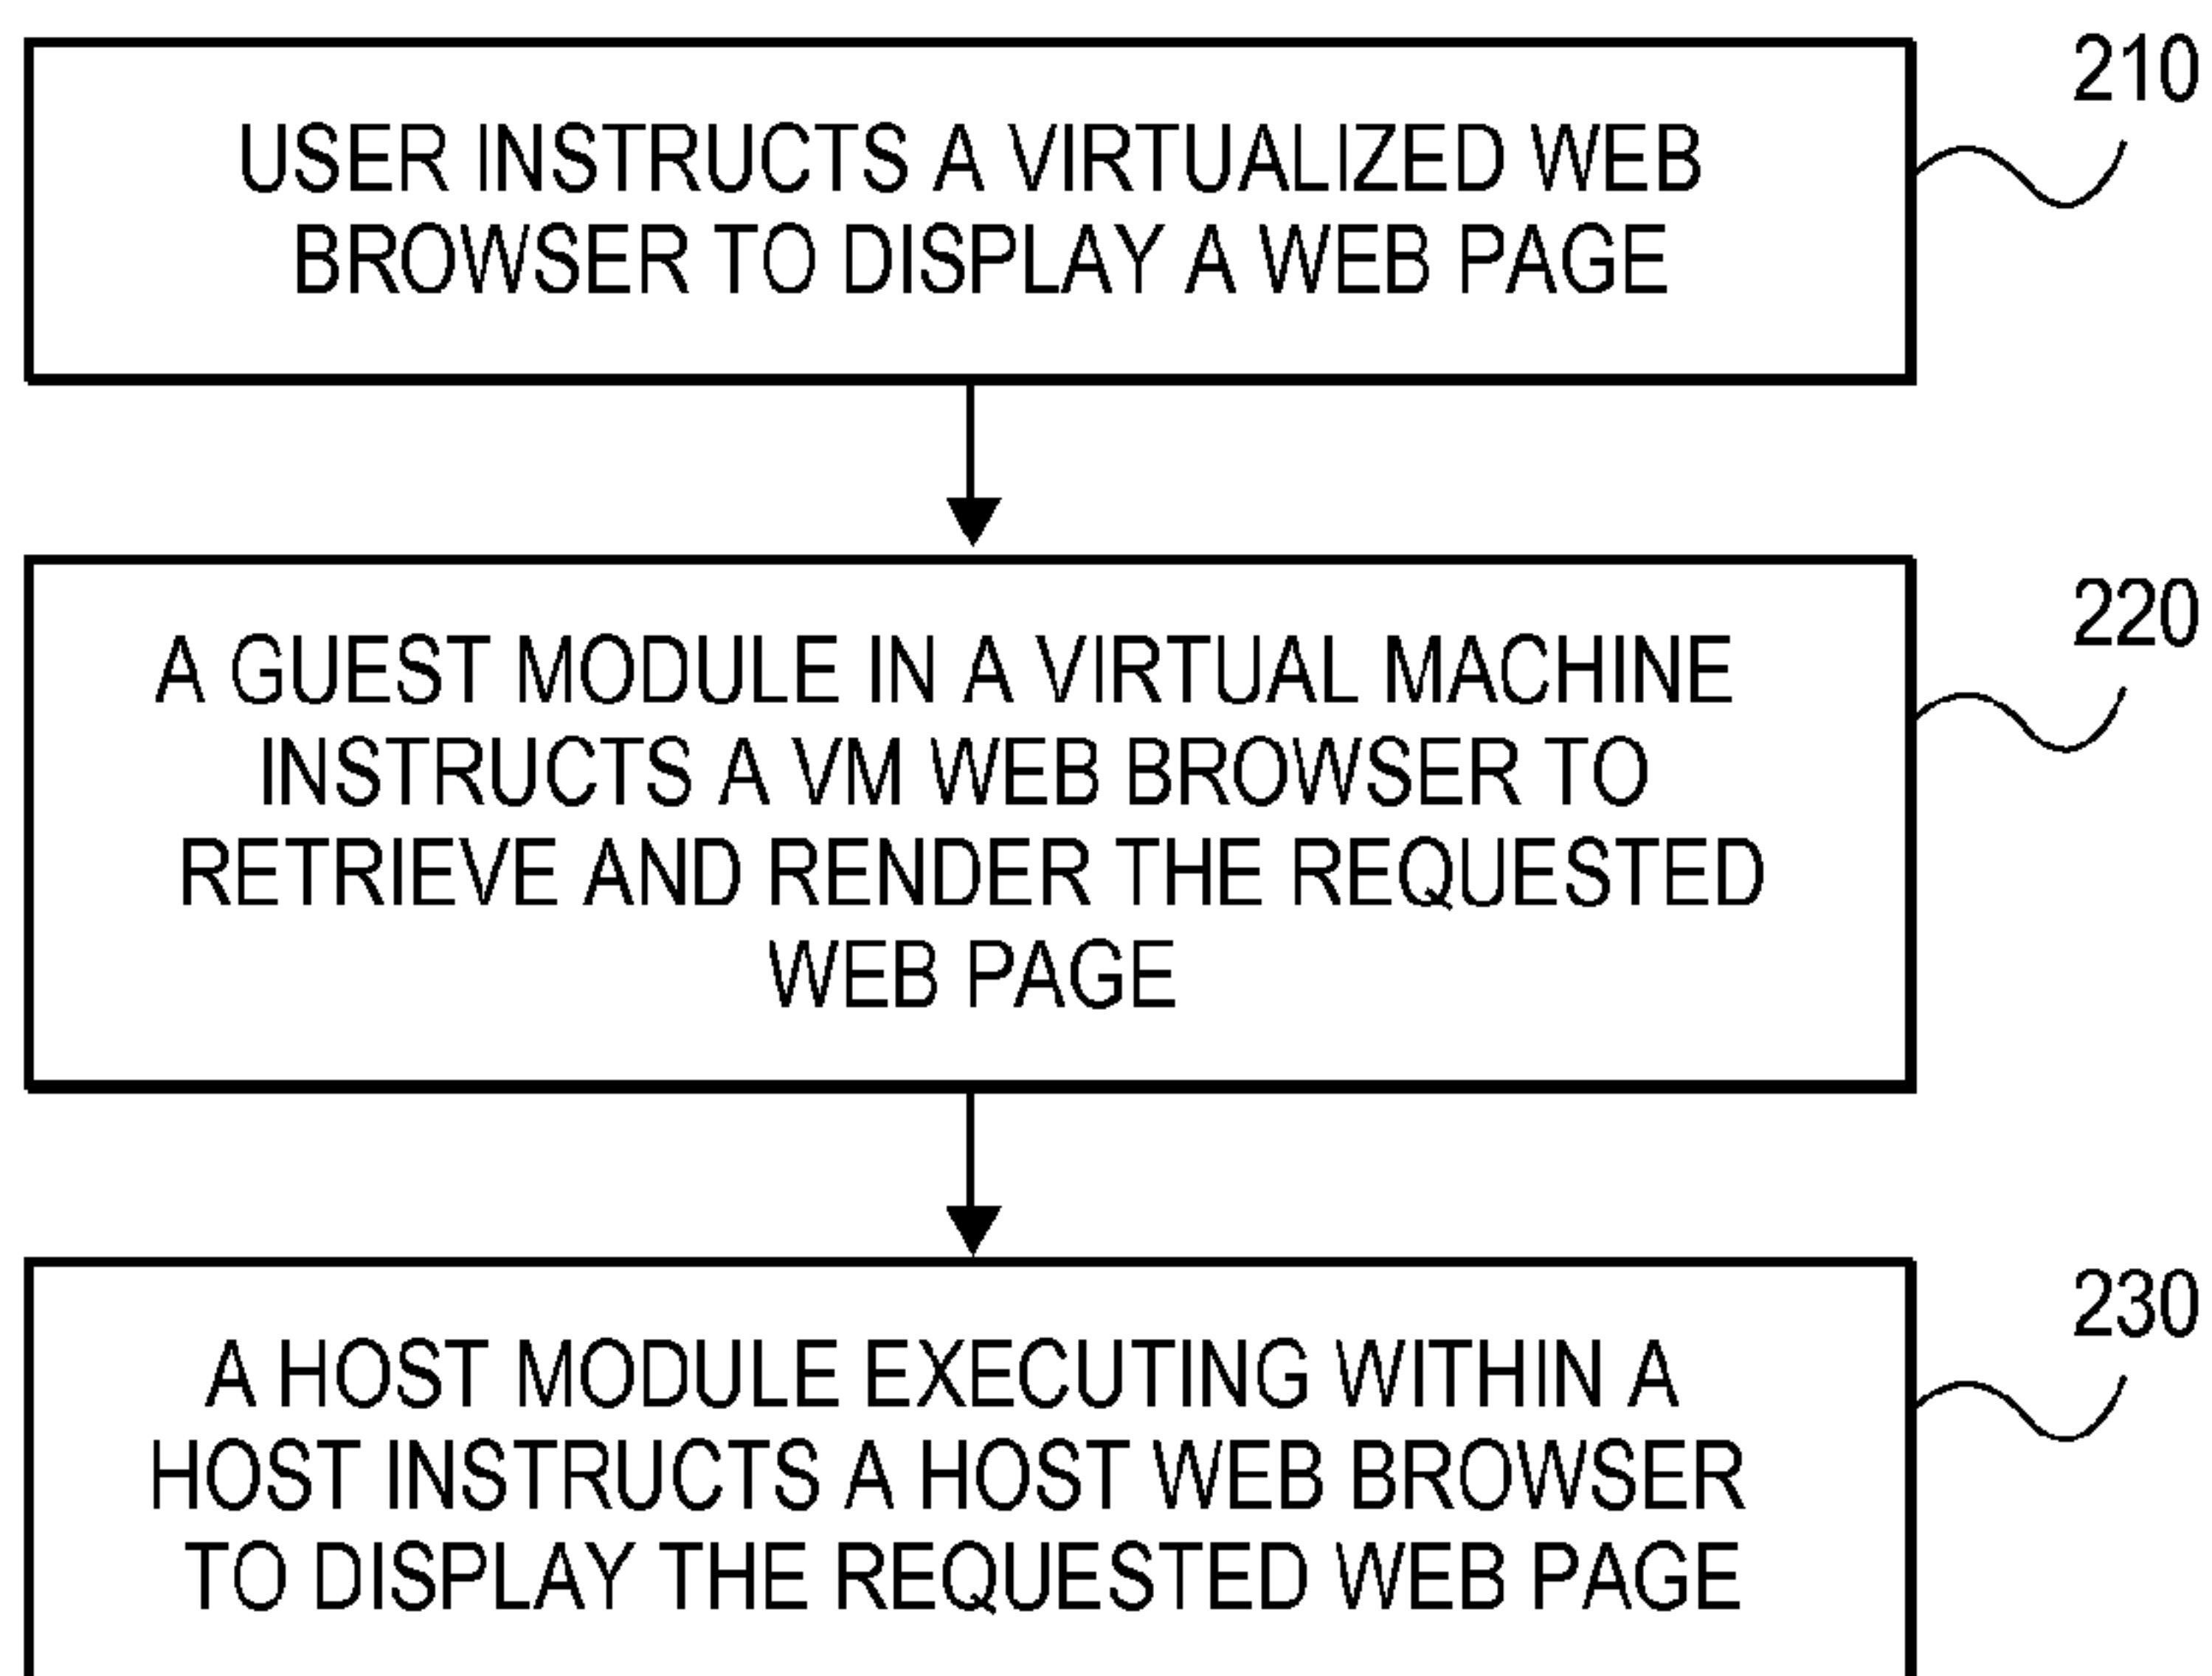 210
USER INSTRUCTS A VIRTUALIZED WEB
BROWSER TO DISPLAY A WEB PAGE
220
A GUEST MODULE IN A VIRTUAL MACHINE
INSTRUCTS A VM WEB BROWSER TO
RETRIEVE AND RENDER THE REQUESTED
WEB PAGE
230
A HOST MODULE EXECUTING WITHIN A
HOST INSTRUCTS A HOST WEB BROWSER
TO DISPLAY THE REQUESTED WEB PAGE